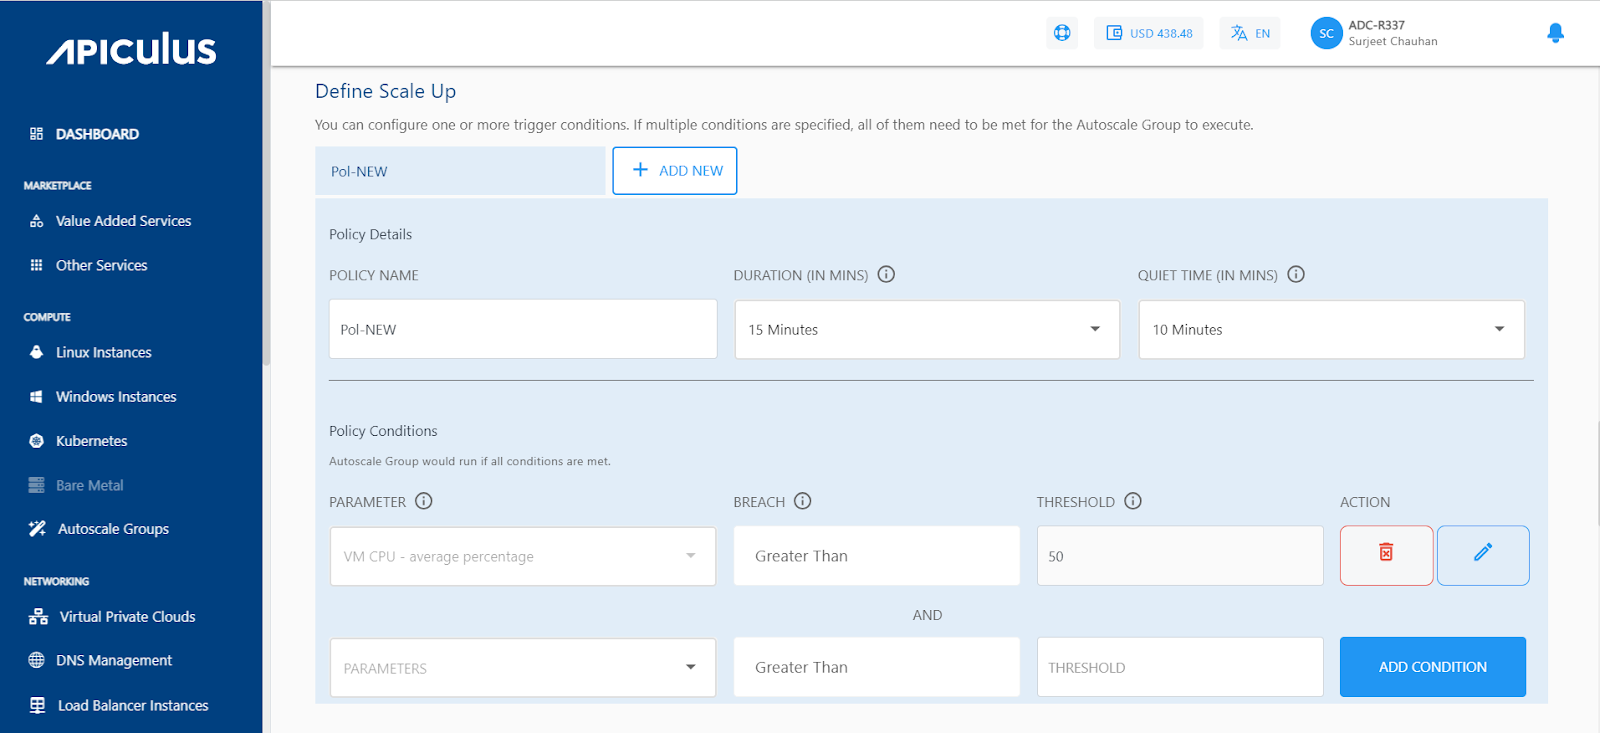 APICULUS
USD 438.48
EN
SC
ADC-R337
Surjeet Chauhan
DASHBOARD
MARKETPLACE
Value Added Services
Other Services
COMPUTE
Linux Instances
Windows Instances
Kubernetes
Bare Metal
Autoscale Groups
NETWORKING
Virtual Private Clouds
DNS Management
Load Balancer Instances
Define Scale Up
You can configure one or more trigger conditions. If multiple conditions are specified, all of them need to be met for the Autoscale Group to execute.
Pol-NEW
ADD NEW
Policy Details
POLICY NAME DURATION (IN MINS) QUIET TIME (IN MINS)
Pol-NEW 15 Minutes 10 Minutes
Policy Conditions
Autoscale Group would run if all conditions are met.
PARAMETER BREACH THRESHOLD ACTION
VM CPU - average percentage Greater Than 50
AND
PARAMETERS Greater Than THRESHOLD ADD CONDITION